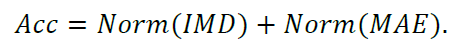 Acc = Norm(IMD) + Norm(MAE).